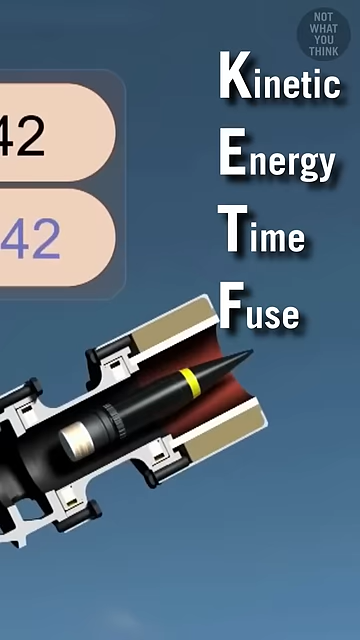 NOT
WHAT
YOU
THINK
Kinetic
42
Energy
Time
42
Fuse